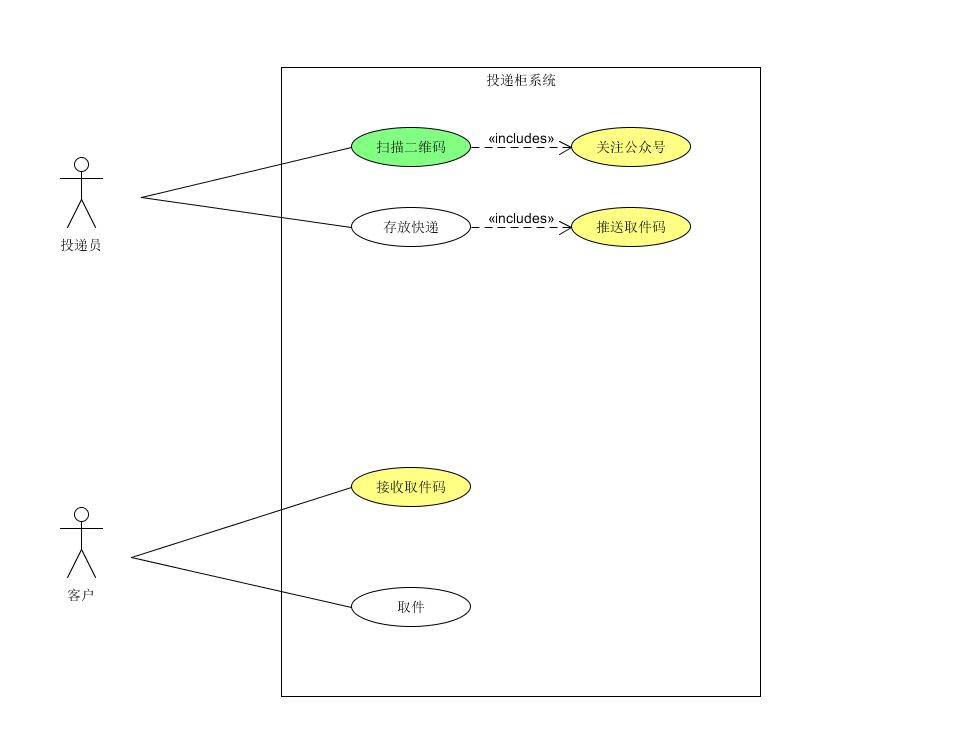 投递柜系统
扫描二维码
«includes»
关注公众号
投递员
存放快递
«includes»
推送取件码
接收取件码
客户
取件